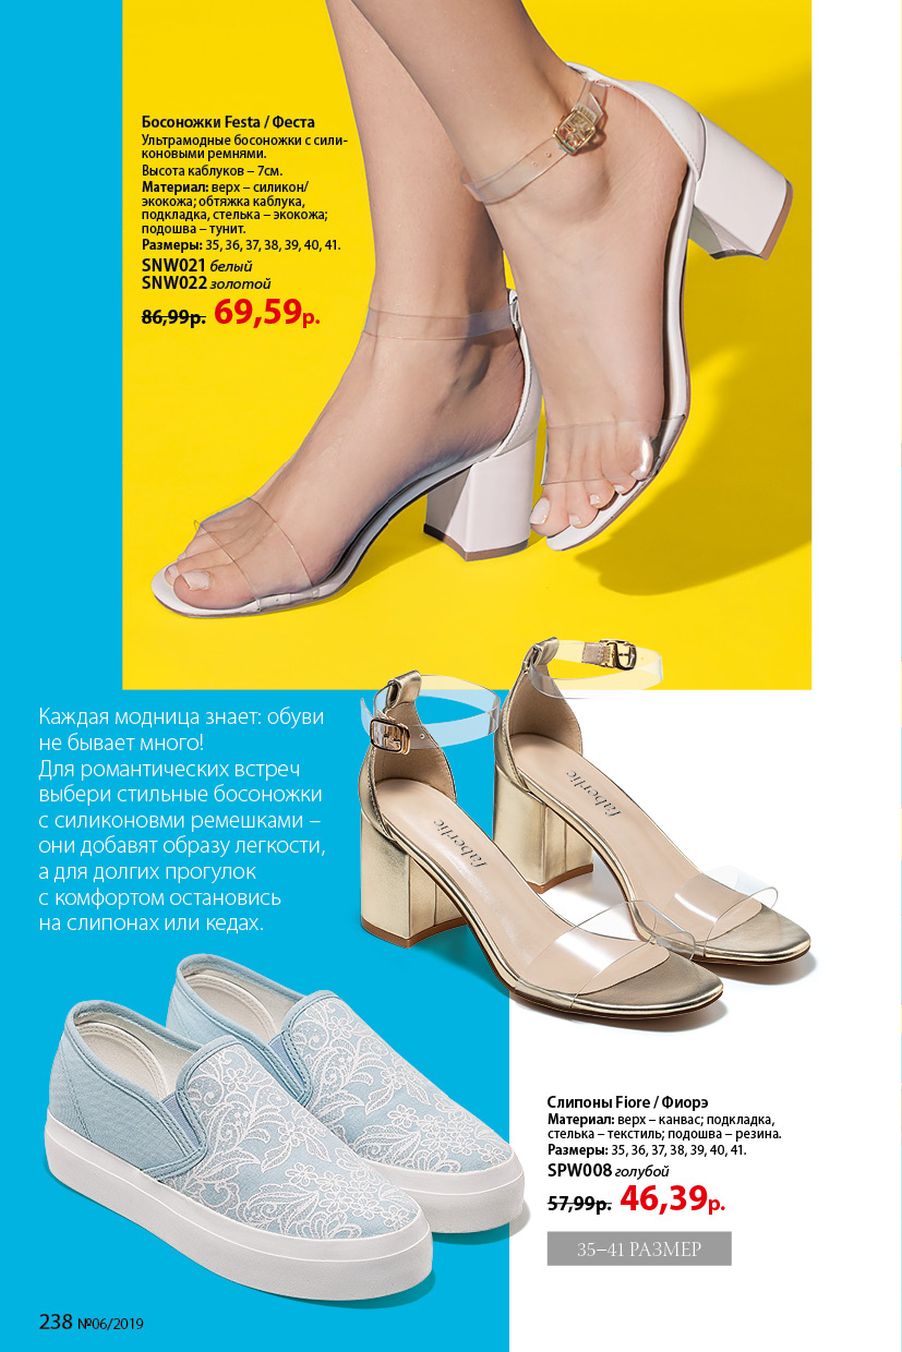 Босоножки Festa / Феста
Ультрамодные босоножки с сили-
коновыми ремнями.
Высота каблуков – 7см.
Материал: верх – силикон/
экокожа; обтяжка каблука,
подкладка, стелька – экокожа;
подошва – тунит.
Размеры: 35, 36, 37, 38, 39, 40, 41.
SNW021 белый
SNW022 золотой
86,99р. 69,59р.
Каждая модница знает: обуви
не бывает много!
Для романтических встреч
выбери стильные босоножки
с силиконовми ремешками –
они добавят образу легкости,
а для долгих прогулок
с комфортом остановись
на слипонах или кедах.
faberlic
faberlic
Слипоны Fiore / Фиорэ
Материал: верх – канвас; подкладка,
стелька – текстиль; подошва – резина.
Размеры: 35, 36, 37, 38, 39, 40, 41.
SPW008 голубой
57,99р. 46,39р.
35–41 РАЗМЕР
238 №06/2019